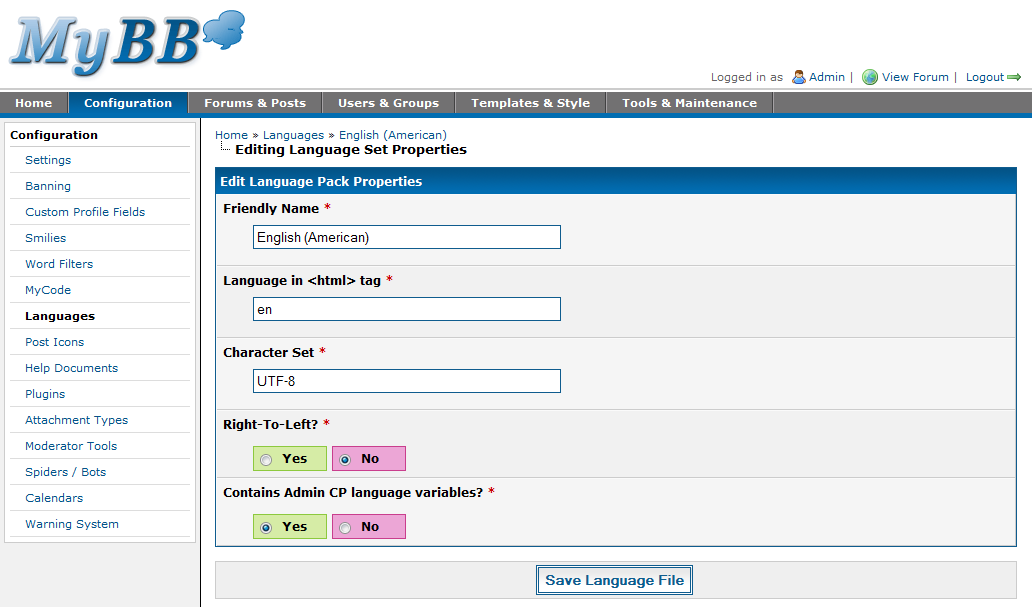 MyBB
Logged in as Admin | View Forum | Logout
Home Configuration Forums & Posts Users & Groups Templates & Style Tools & Maintenance
Configuration
Settings
Banning
Custom Profile Fields
Smilies
Word Filters
MyCode
Languages
Post Icons
Help Documents
Plugins
Attachment Types
Moderator Tools
Spiders / Bots
Calendars
Warning System
Home » Languages » English (American)
Editing Language Set Properties
Edit Language Pack Properties
Friendly Name *
English (American)
Language in <html> tag *
en
Character Set *
UTF-8
Right-To-Left? *
Yes No
Contains Admin CP language variables? *
Yes No
Save Language File